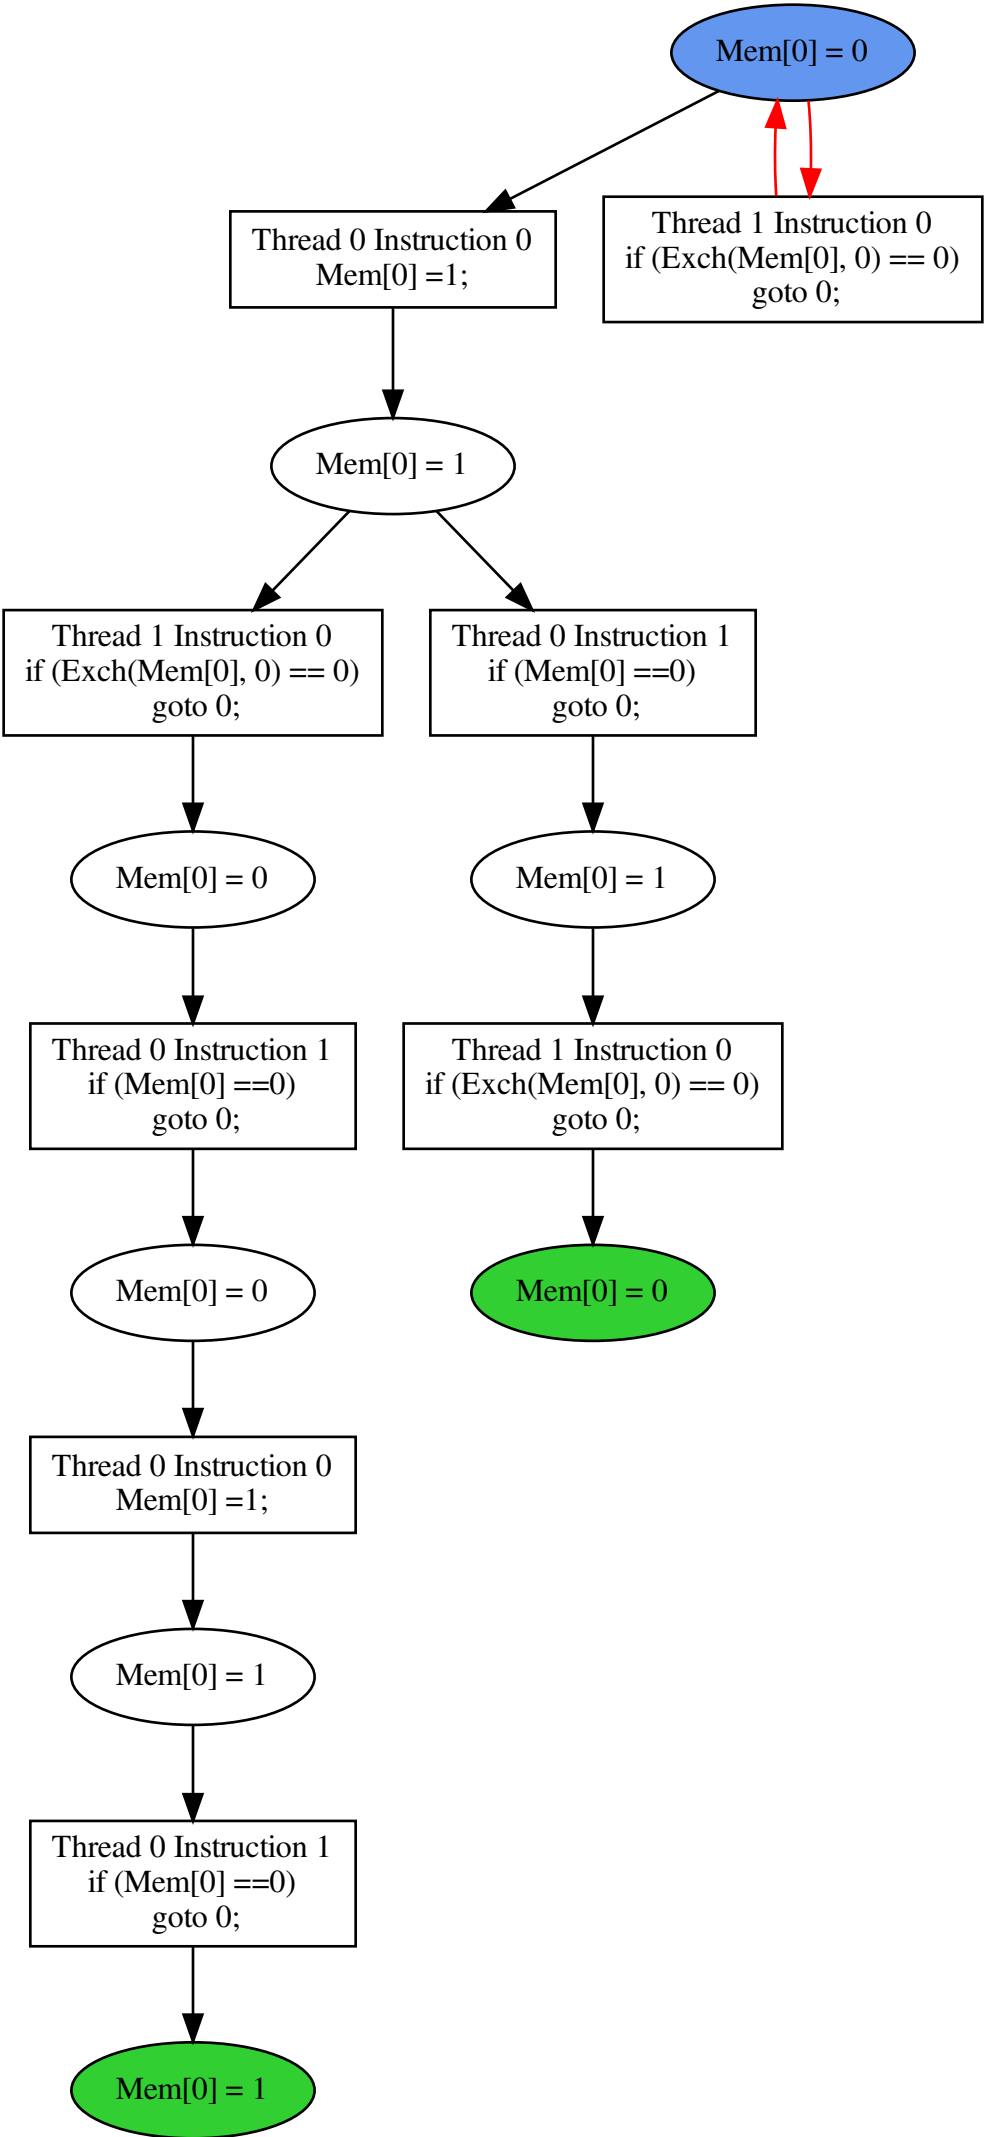 Mem[0] = 0
Thread 0 Instruction 0
Mem[0] =1;
Thread 1 Instruction 0
if (Exch(Mem[0], 0) == 0)
goto 0;
Mem[0] = 1
Thread 1 Instruction 0
if (Exch(Mem[0], 0) == 0)
goto 0;
Thread 0 Instruction 1
if (Mem[0] ==0)
goto 0;
Mem[0] = 0
Mem[0] = 1
Thread 0 Instruction 1
if (Mem[0] ==0)
goto 0;
Thread 1 Instruction 0
if (Exch(Mem[0], 0) == 0)
goto 0;
Mem[0] = 0
Mem[0] = 0
Thread 0 Instruction 0
Mem[0] =1;
Mem[0] = 1
Thread 0 Instruction 1
if (Mem[0] ==0)
goto 0;
Mem[0] = 1